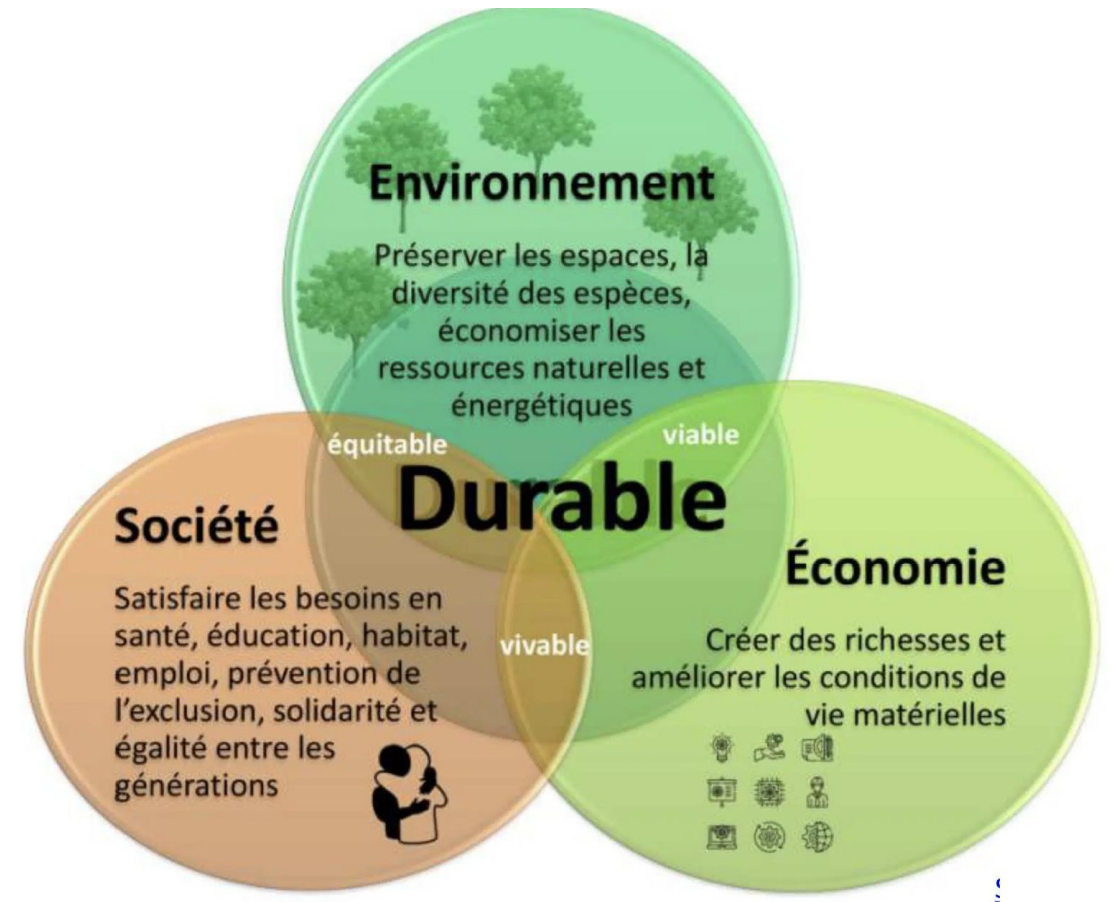 Environnement
Préserver les espaces, la
diversité des espèces,
économiser les
ressources naturelles et
énergétiques
équitable
viable
Durable
Société
Satisfaire les besoins en
santé, éducation, habitat,
emploi, prévention de
l’exclusion, solidarité et
égalité entre les
générations
vivable
Économie
Créer des richesses et
améliorer les conditions de
vie matérielles